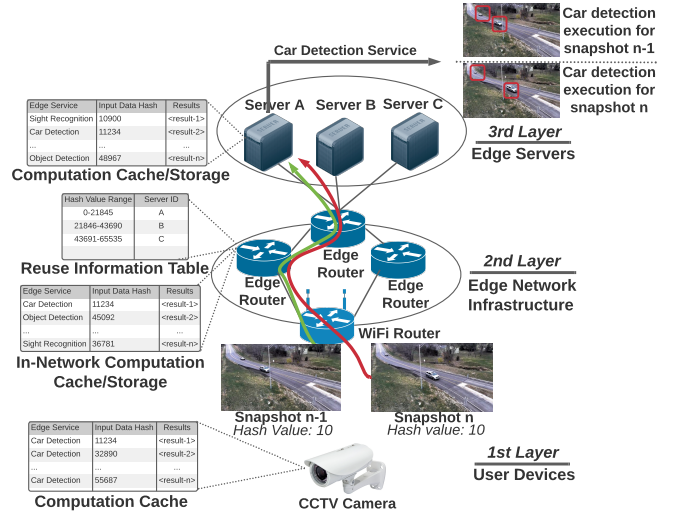 Car Detection Service
Car detection
execution for
snapshot n-1
Car detection
execution for
snapshot n
Server A
Server B
Server C
3rd Layer
Edge Servers
Edge Service Input Data Hash Results
Sight Recognition 10900 <result-1>
Car Detection 11234 <result-2>
... ... ...
Object Detection 48967 <result-n>
Computation Cache/Storage
Hash Value Range Server ID
0-21845 A
21846-43690 B
43691-65535 C
Reuse Information Table
Edge
Router
Edge
Router
Edge
Router
2nd Layer
Edge Network
Infrastructure
Edge Service Input Data Hash Results
Car Detection 11234 <result-1>
Object Detection 45092 <result-2>
... ... ...
Sight Recognition 36781 <result-n>
In-Network Computation
Cache/Storage
WiFi Router
Snapshot n-1
Hash Value: 10
Snapshot n
Hash value: 10
Edge Service Input Data Hash Results
Car Detection 11234 <result-1>
Car Detection 32890 <result-2>
... ... ...
Car Detection 55687 <result-n>
Computation Cache
CCTV Camera
1st Layer
User Devices